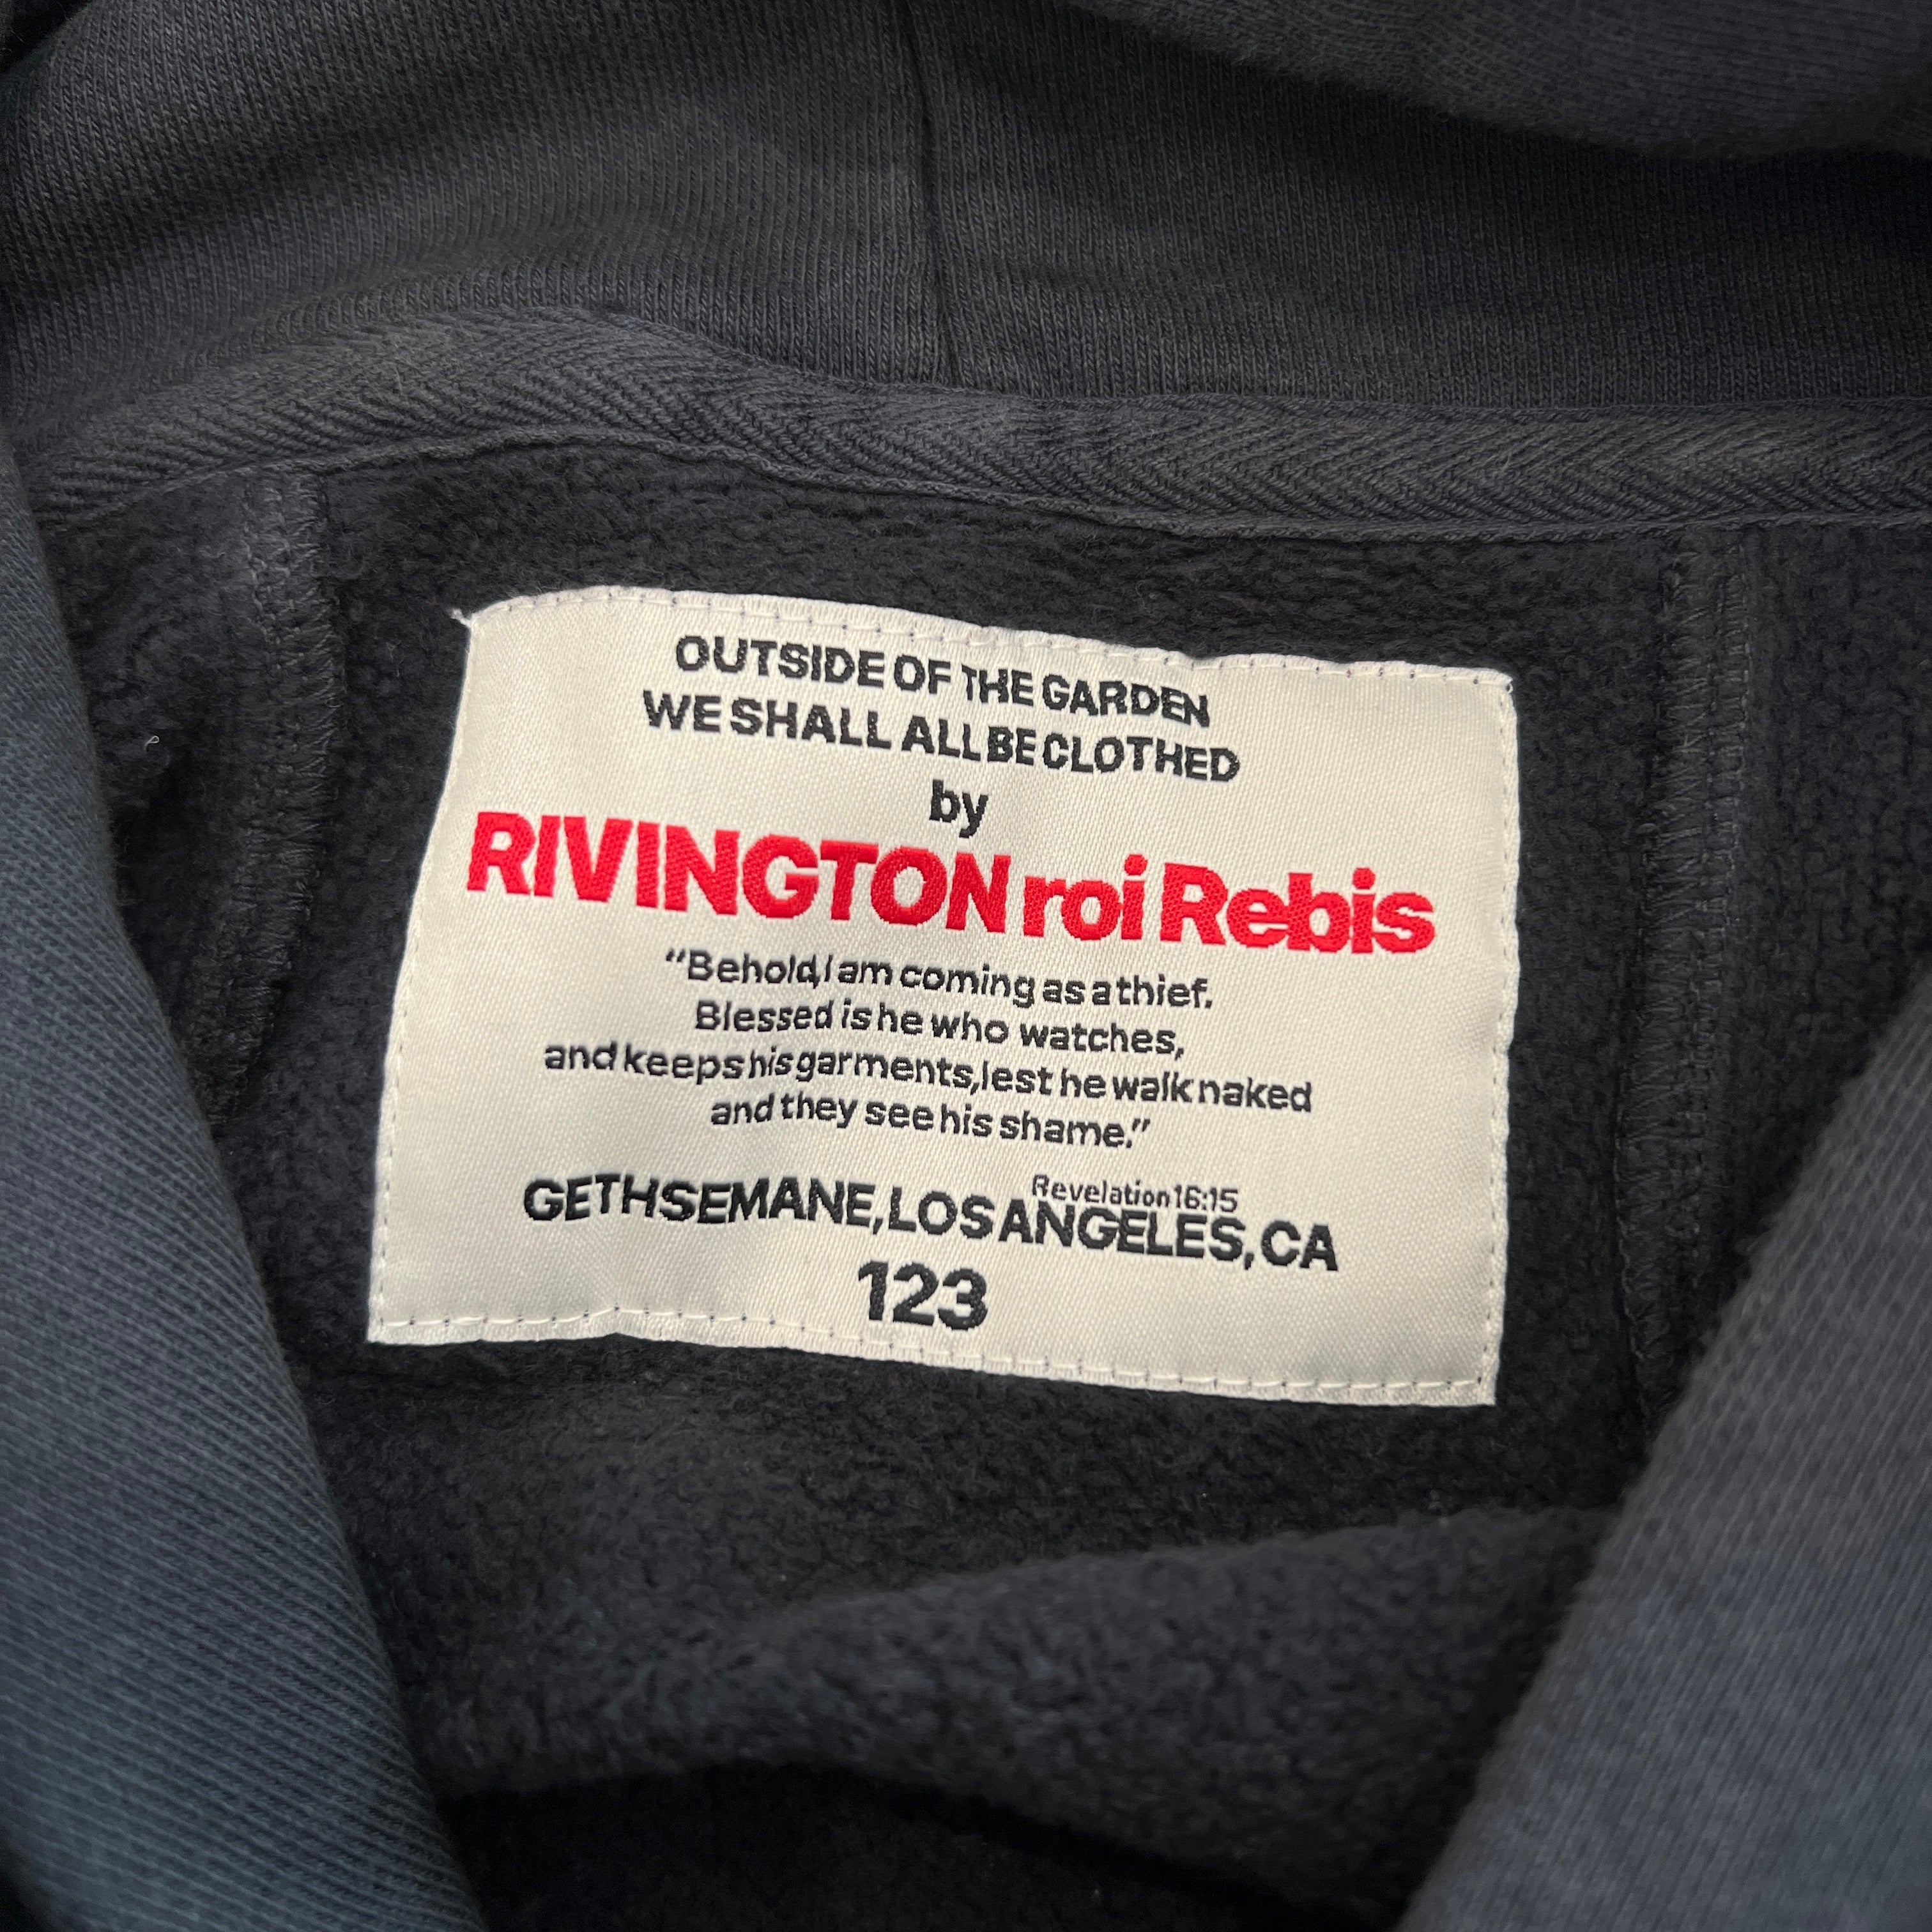 OUTSIDE OF THE GARDEN
WE SHALL ALL BE CLOTHED
by
RIVINGTON roi Rebis
“Behold, I am coming as a thief.
Blessed is he who watches,
and keeps his garments, lest he walk naked
and they see his shame.”
Revelation 16:15
GETHSEMANE, LOS ANGELES, CA
123